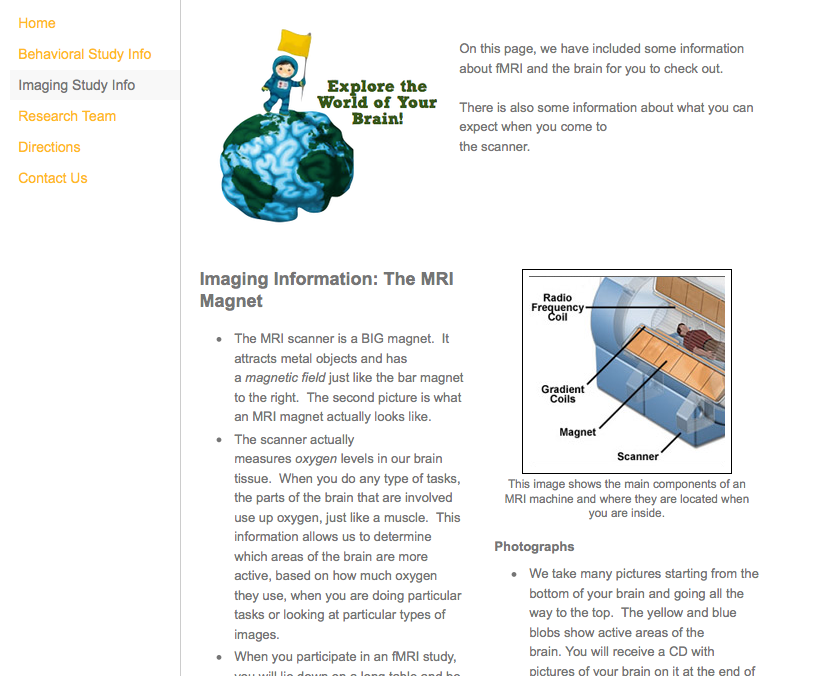 Home
Behavioral Study Info
Imaging Study Info
Research Team
Directions
Contact Us
Explore the
World of Your
Brain!
On this page, we have included some information
about fMRI and the brain for you to check out.
There is also some information about what you can
expect when you come to
the scanner.
Imaging Information: The MRI
Magnet
The MRI scanner is a BIG magnet.  It
attracts metal objects and has
a magnetic field just like the bar magnet
to the right.  The second picture is what
an MRI magnet actually looks like.
The scanner actually
measures oxygen levels in our brain
tissue.  When you do any type of tasks,
the parts of the brain that are involved
use up oxygen, just like a muscle.  This
information allows us to determine
which areas of the brain are more
active, based on how much oxygen
they use, when you are doing particular
tasks or looking at particular types of
images.
When you participate in an fMRI study,
you will lie down on a long table and be
Radio
Frequency
Coil
Gradient
Coils
Magnet
Scanner
This image shows the main components of an
MRI machine and where they are located when
you are inside.
Photographs
We take many pictures starting from the
bottom of your brain and going all the
way to the top.  The yellow and blue
blobs show active areas of the
brain. You will receive a CD with
pictures of your brain on it at the end of